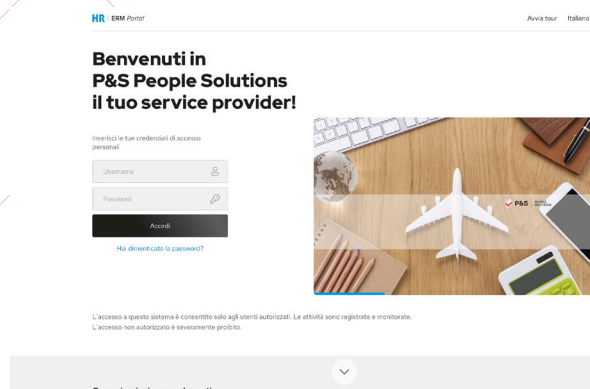 HR | ERM Portal
Avvia tour Italiano
Benvenuti in
P&S People Solutions
il tuo service provider!
Inserisci le tue credenziali di accesso
personali.
Username
Password
Accedi
Hai dimenticato la password?
P&S PEOPLE SOLUTIONS
L'accesso a questo sistema è consentito solo agli utenti autorizzati. Le attività sono registrate e monitorate.
L'accesso non autorizzato è severamente proibito.